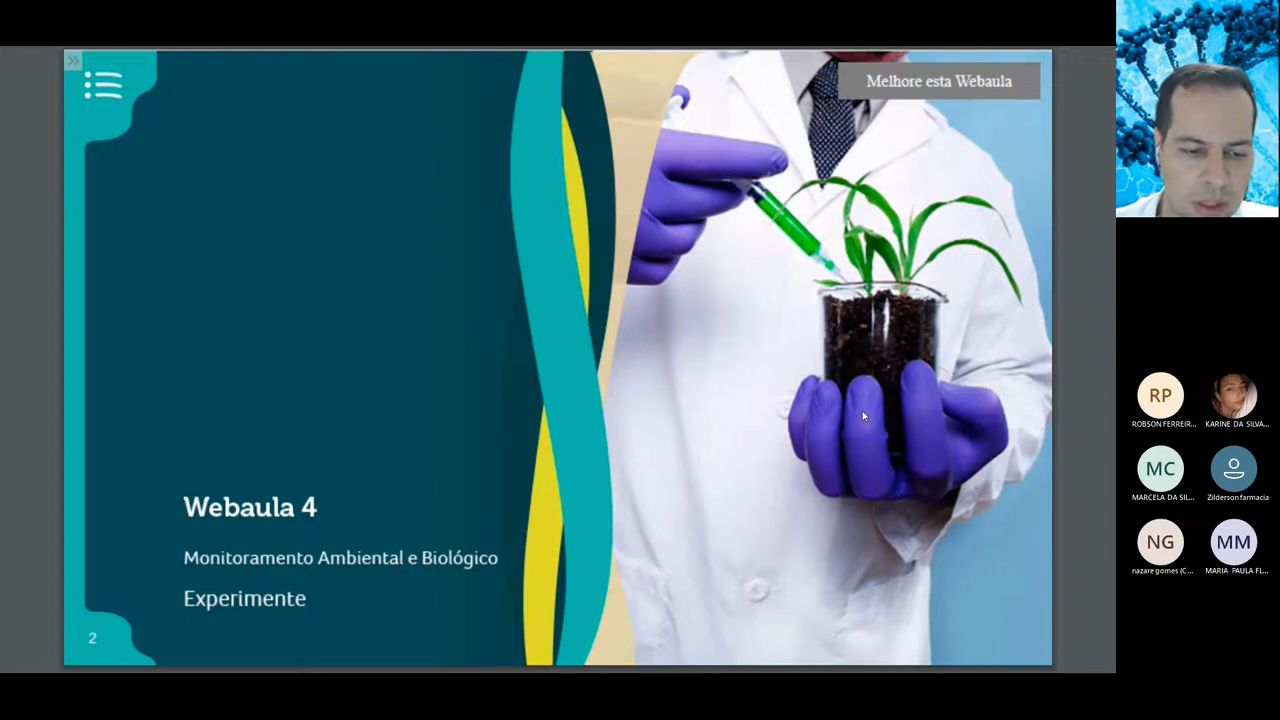 Melhore esta Webaula
Webaula 4
Monitoramento Ambiental e Biológico
Experimente
2
RP
ROBSON FERREIR...
KARINE DA SILVA...
MC
MARCELA DA SIL...
Zilderson farmacia
NG
nazare gomes (C...
MM
MARIA PAULA FL...